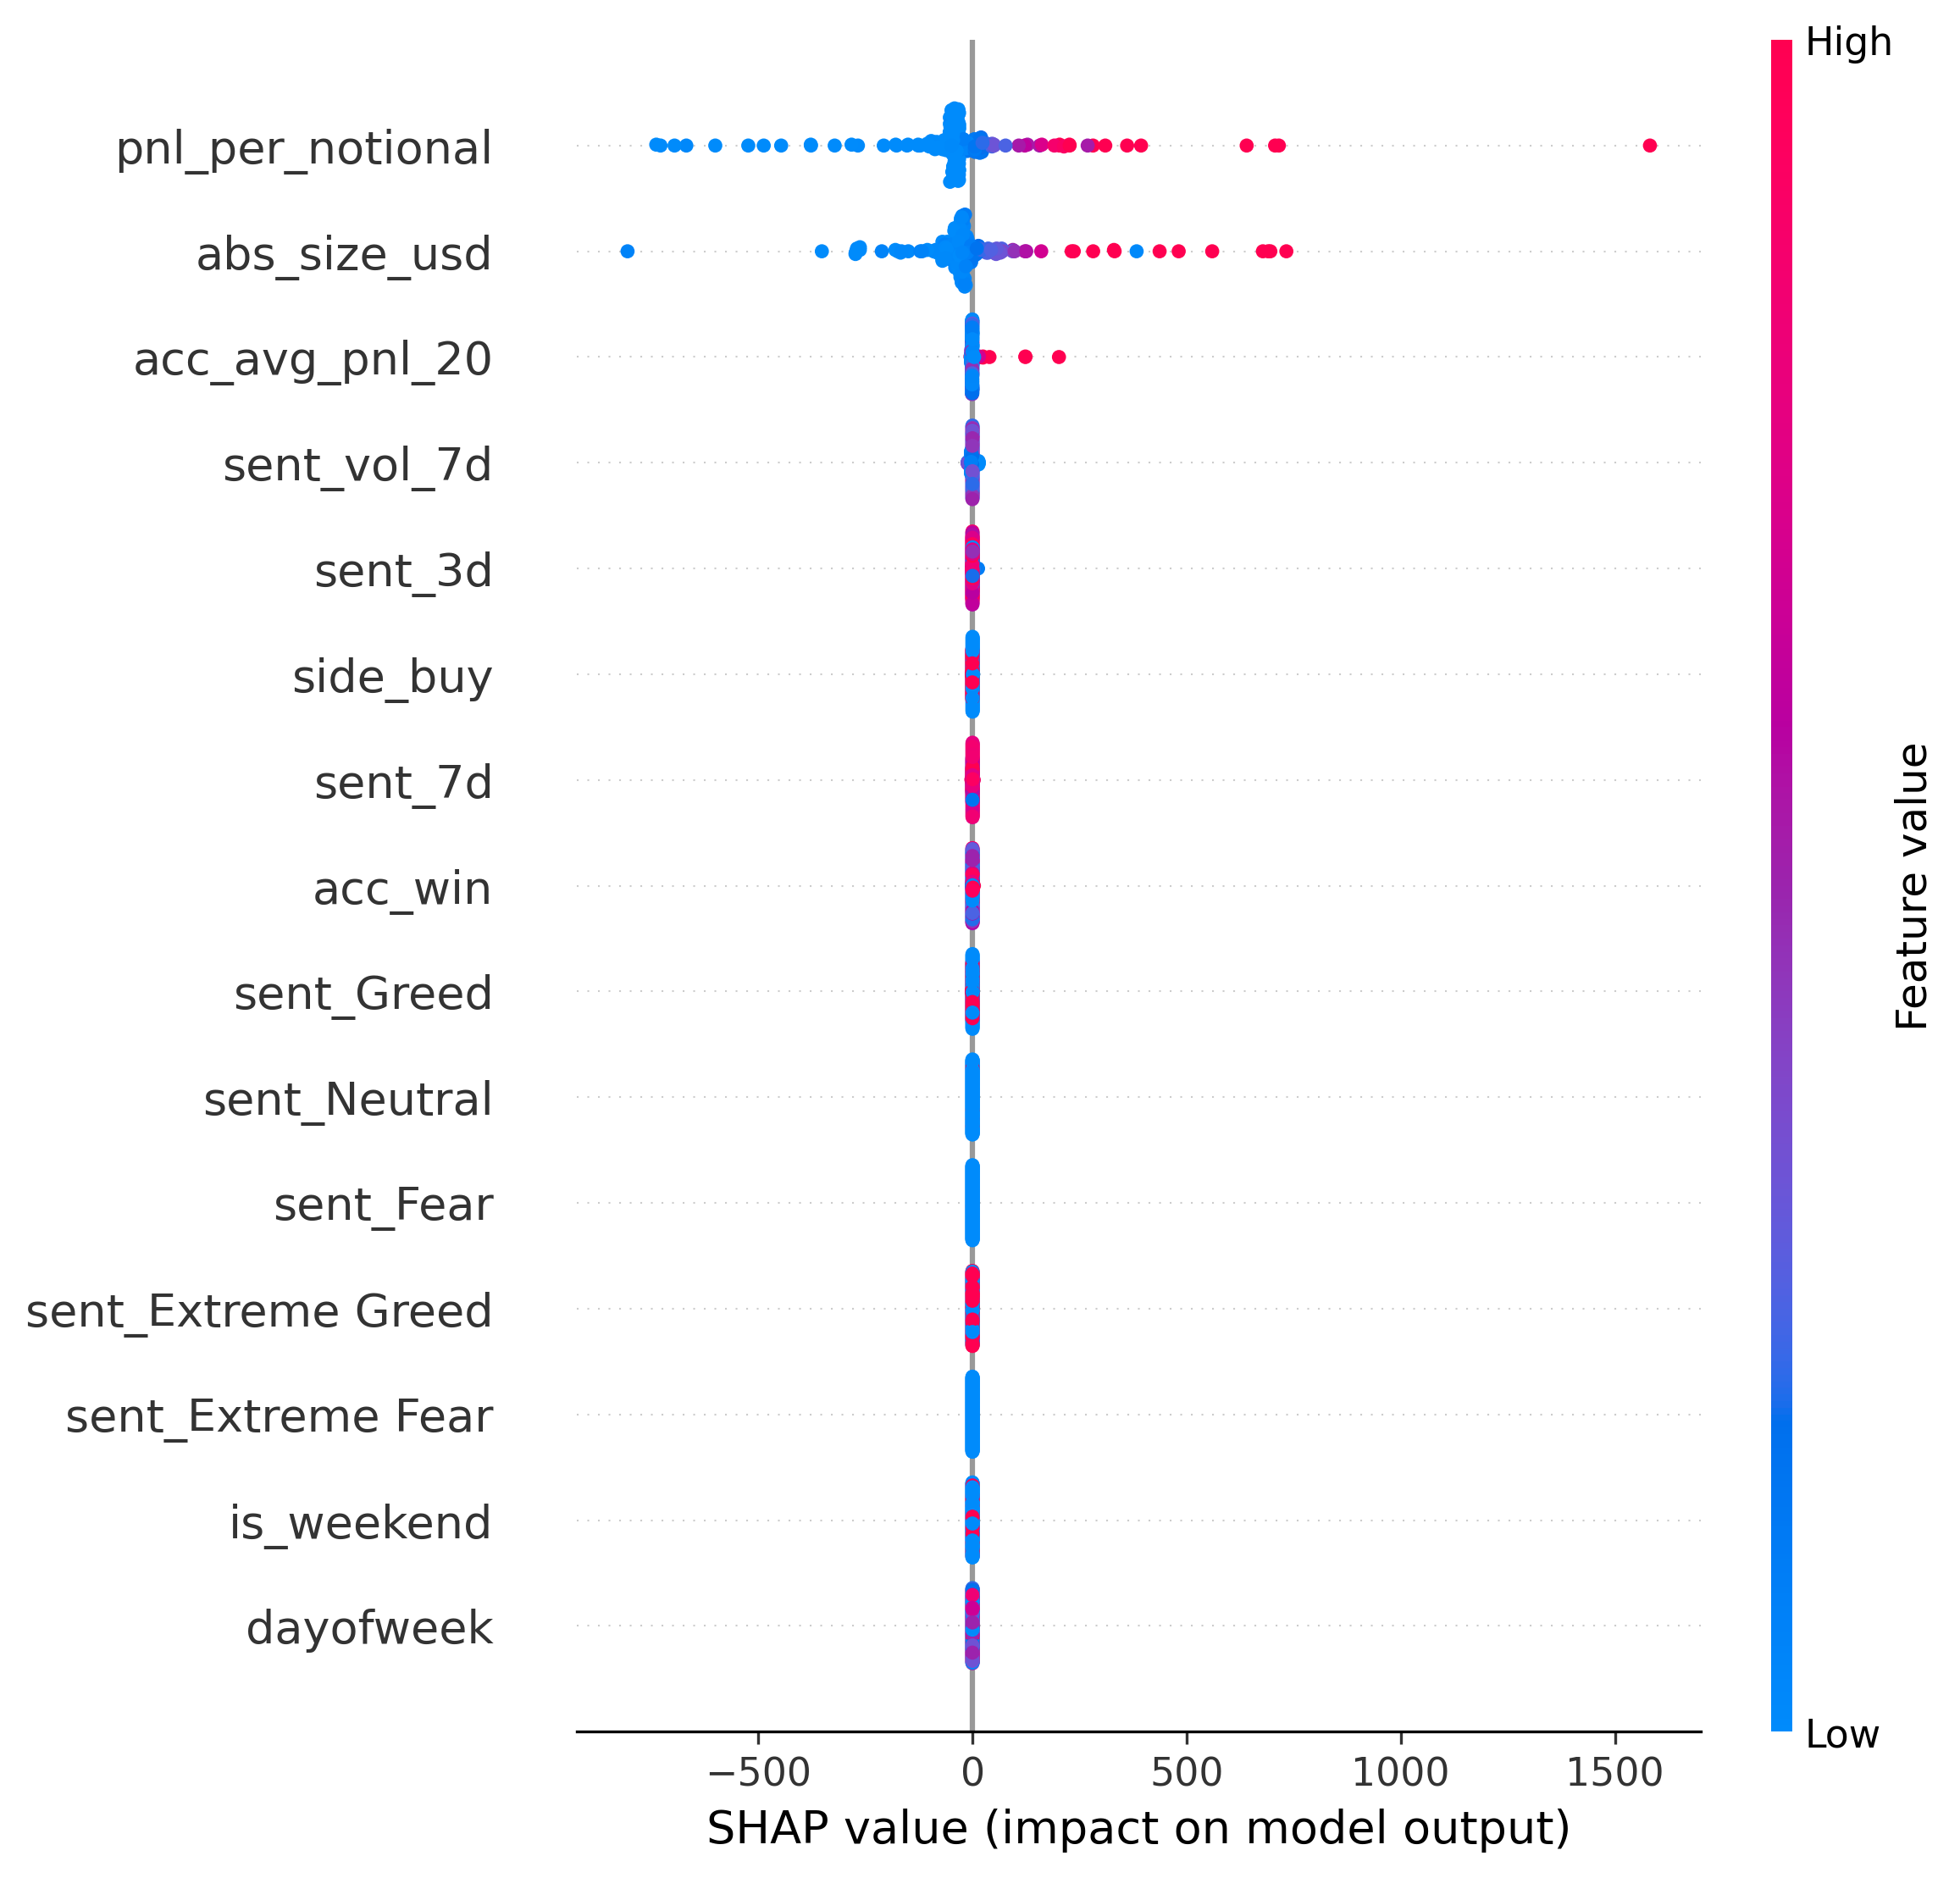 High
pnl_per_notional
abs_size_usd
acc_avg_pnl_20
sent_vol_7d
sent_3d
side_buy
sent_7d
acc_win
sent_Greed
sent_Neutral
sent_Fear
sent_Extreme Greed
sent_Extreme Fear
is_weekend
dayofweek
Feature value
Low
−500 0 500 1000 1500
SHAP value (impact on model output)